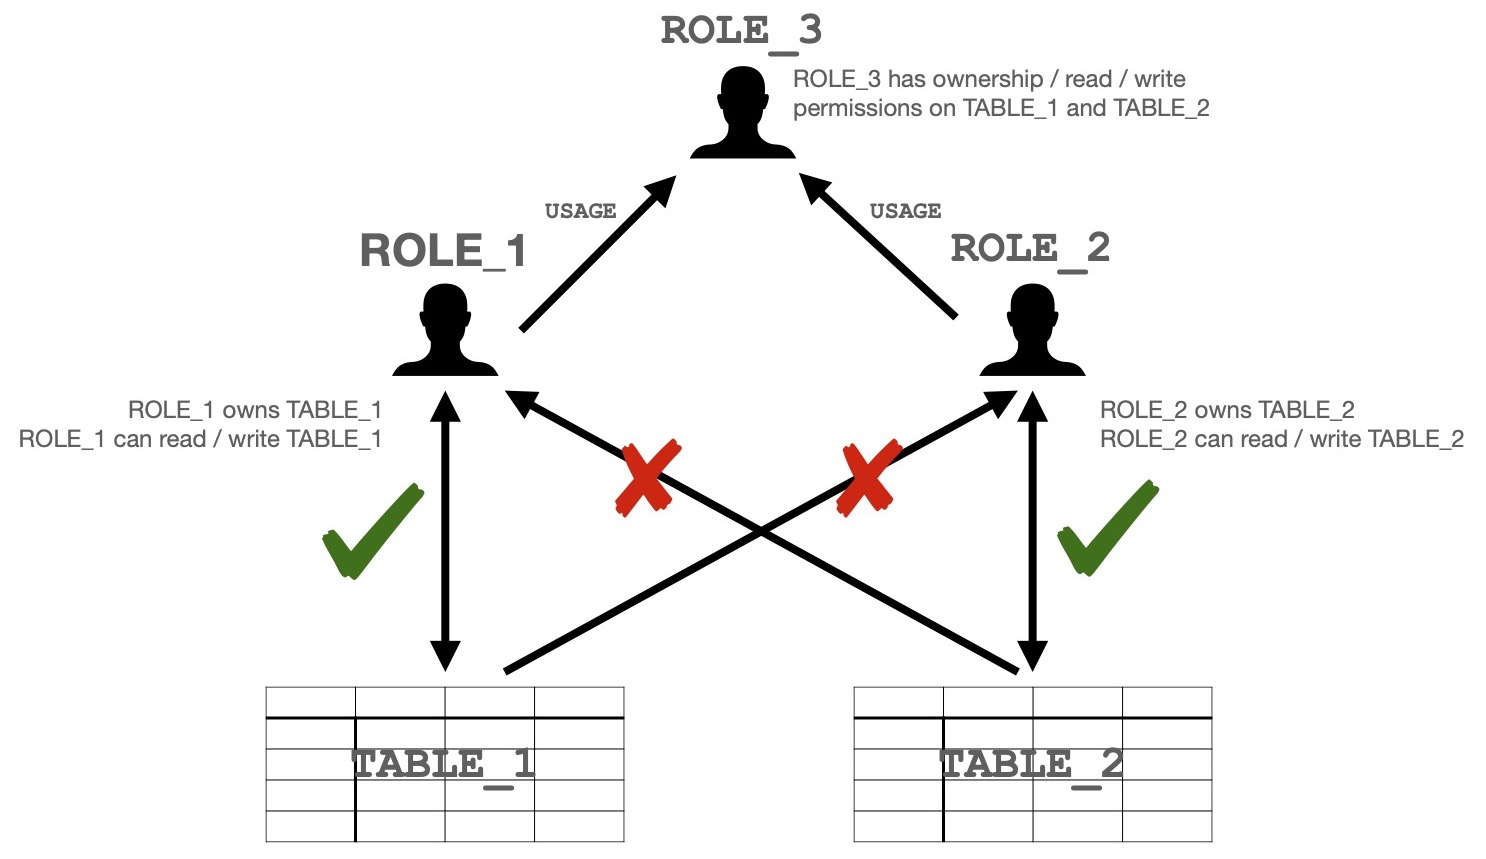 ROLE_3
ROLE_3 has ownership / read / write
permissions on TABLE_1 and TABLE_2
USAGE
USAGE
ROLE_1
ROLE_2
ROLE_1 owns TABLE_1
ROLE_1 can read / write TABLE_1
ROLE_2 owns TABLE_2
ROLE_2 can read / write TABLE_2
TABLE_1
TABLE_2